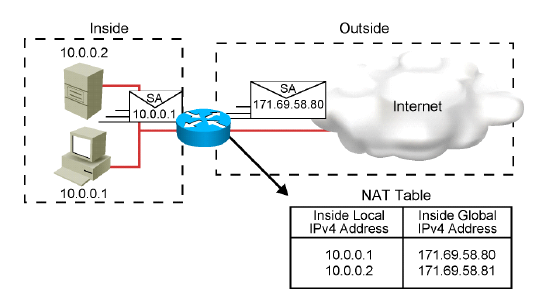 Inside
Outside
10.0.0.2
SA
10.0.0.1
SA
171.69.58.80
Internet
10.0.0.1
NAT Table
Inside Local
IPv4 Address
Inside Global
IPv4 Address
10.0.0.1
171.69.58.80
10.0.0.2
171.69.58.81